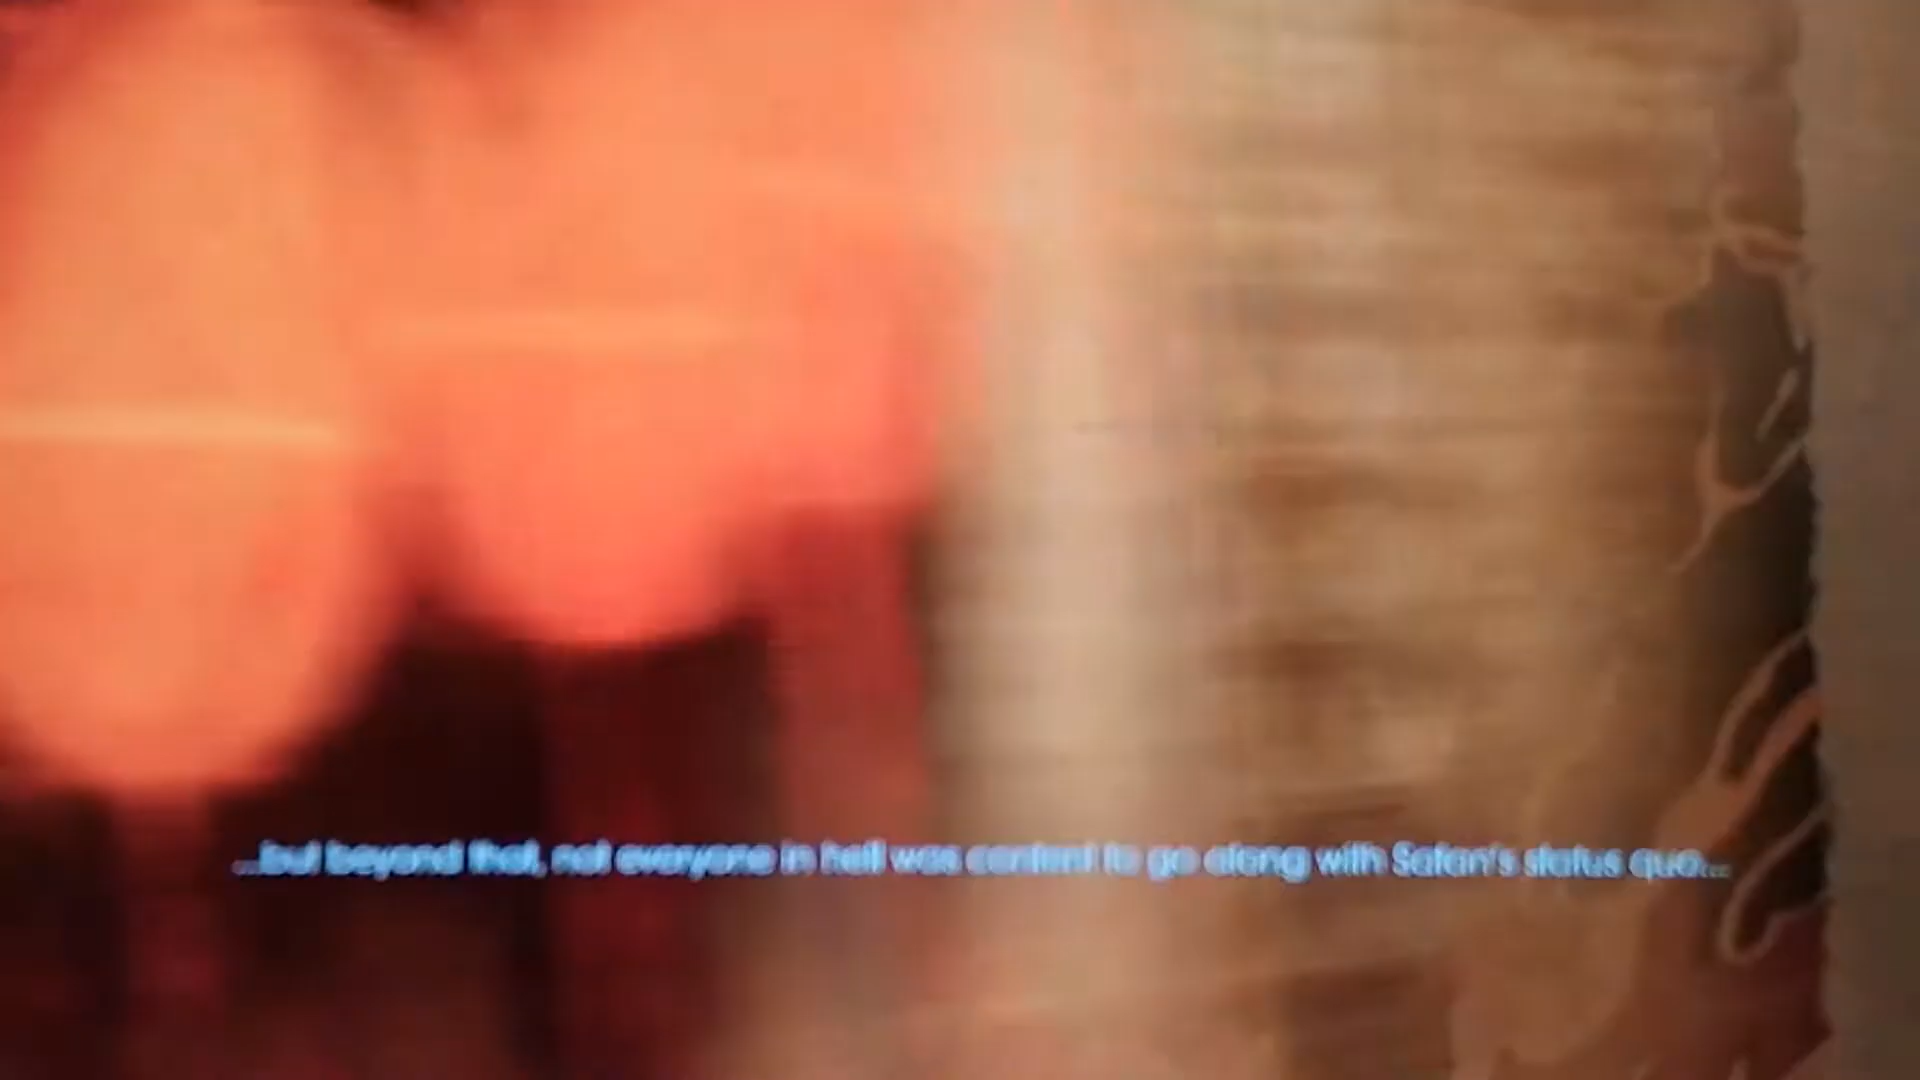 ...but beyond that, not everyone in hell was content to go along with Satan's status quo...